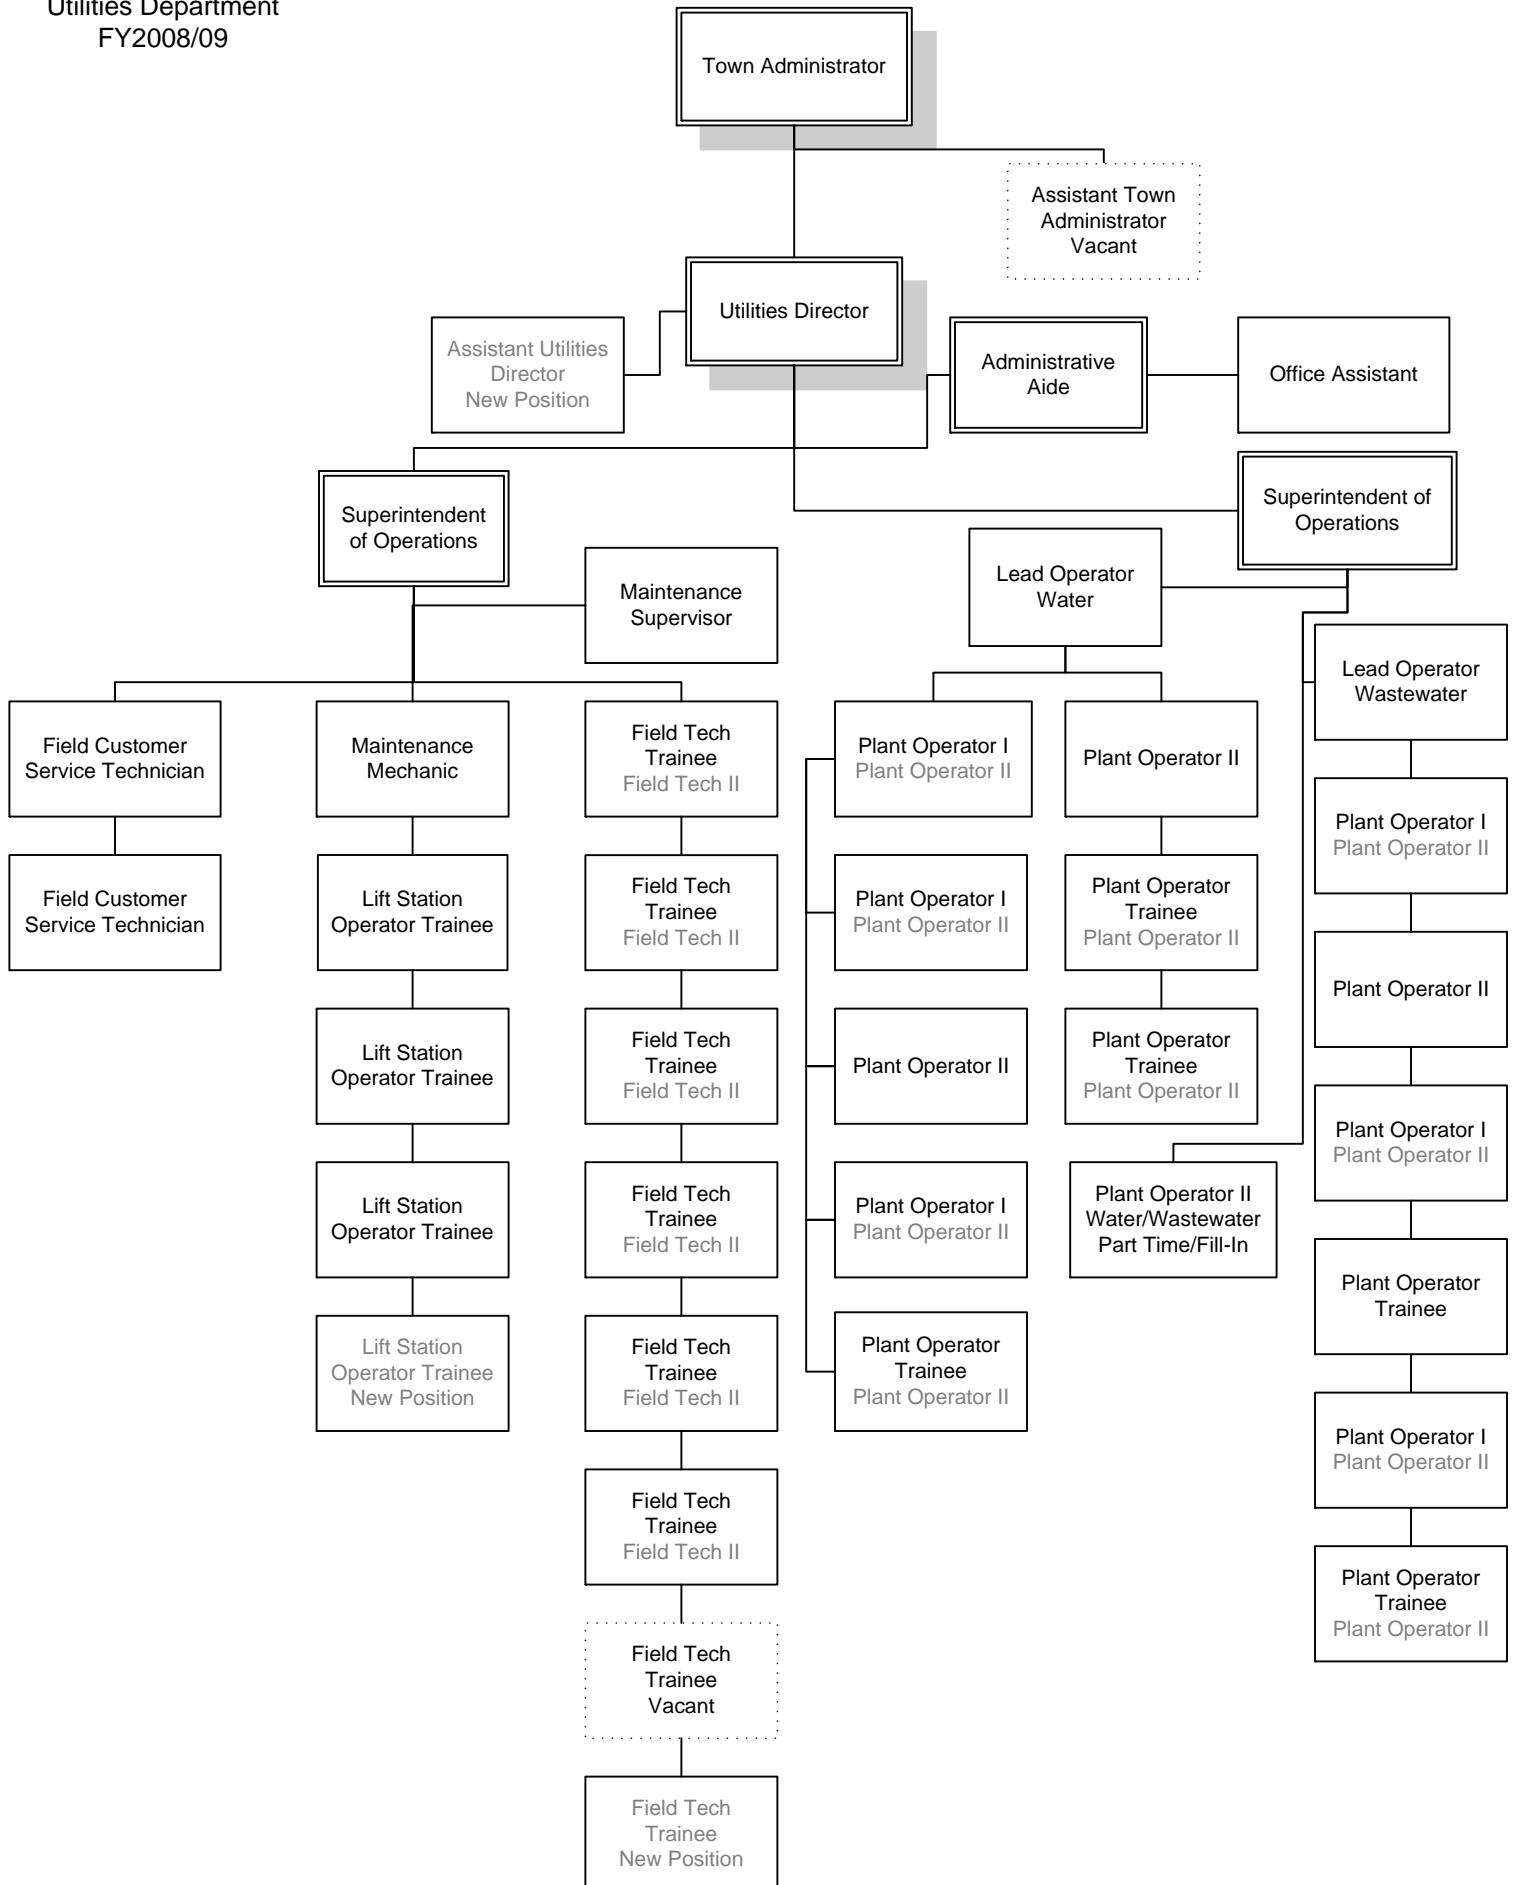 Utilities Department
FY2008/09
Town Administrator
Assistant Town
Administrator
Vacant
Utilities Director
Assistant Utilities
Director
New Position
Administrative
Aide
Office Assistant
Superintendent
of Operations
Superintendent of
Operations
Maintenance
Supervisor
Lead Operator
Water
Lead Operator
Wastewater
Field Customer
Service Technician
Field Customer
Service Technician
Maintenance
Mechanic
Lift Station
Operator Trainee
Lift Station
Operator Trainee
Lift Station
Operator Trainee
Lift Station
Operator Trainee
New Position
Field Tech
Trainee
Field Tech II
Field Tech
Trainee
Field Tech II
Field Tech
Trainee
Field Tech II
Field Tech
Trainee
Field Tech II
Field Tech
Trainee
Field Tech II
Field Tech
Trainee
Field Tech II
Field Tech
Trainee
Vacant
Field Tech
Trainee
New Position
Plant Operator I
Plant Operator II
Plant Operator I
Plant Operator II
Plant Operator II
Plant Operator I
Plant Operator II
Plant Operator
Trainee
Plant Operator II
Plant Operator II
Plant Operator
Trainee
Plant Operator II
Plant Operator
Trainee
Plant Operator II
Plant Operator II
Water/Wastewater
Part Time/Fill-In
Plant Operator I
Plant Operator II
Plant Operator II
Plant Operator I
Plant Operator II
Plant Operator
Trainee
Plant Operator I
Plant Operator II
Plant Operator
Trainee
Plant Operator II